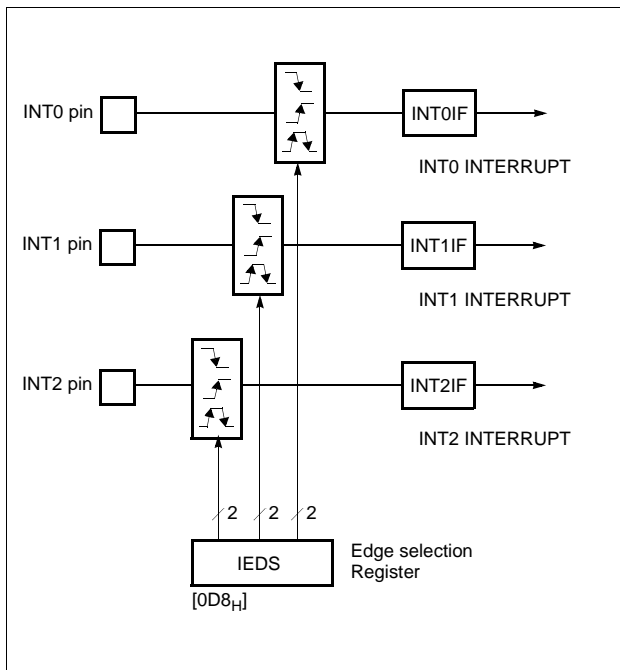 INT0 pin
INT0IF
INT0 INTERRUPT
INT1 pin
INT1IF
INT1 INTERRUPT
INT2 pin
INT2IF
INT2 INTERRUPT
2 2 2
IEDS
Edge selection
Register
[0D8H]